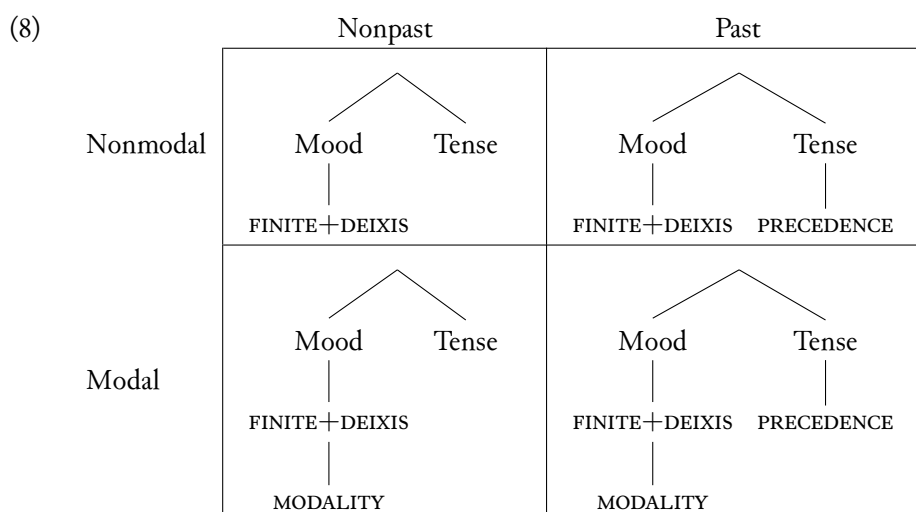 (8) Nonpast Past
Nonmodal Mood Tense Mood Tense
FINITE+DEIXIS FINITE+DEIXIS PRECEDENCE
Modal
Mood Tense Mood Tense
FINITE+DEIXIS FINITE+DEIXIS PRECEDENCE
MODALITY MODALITY